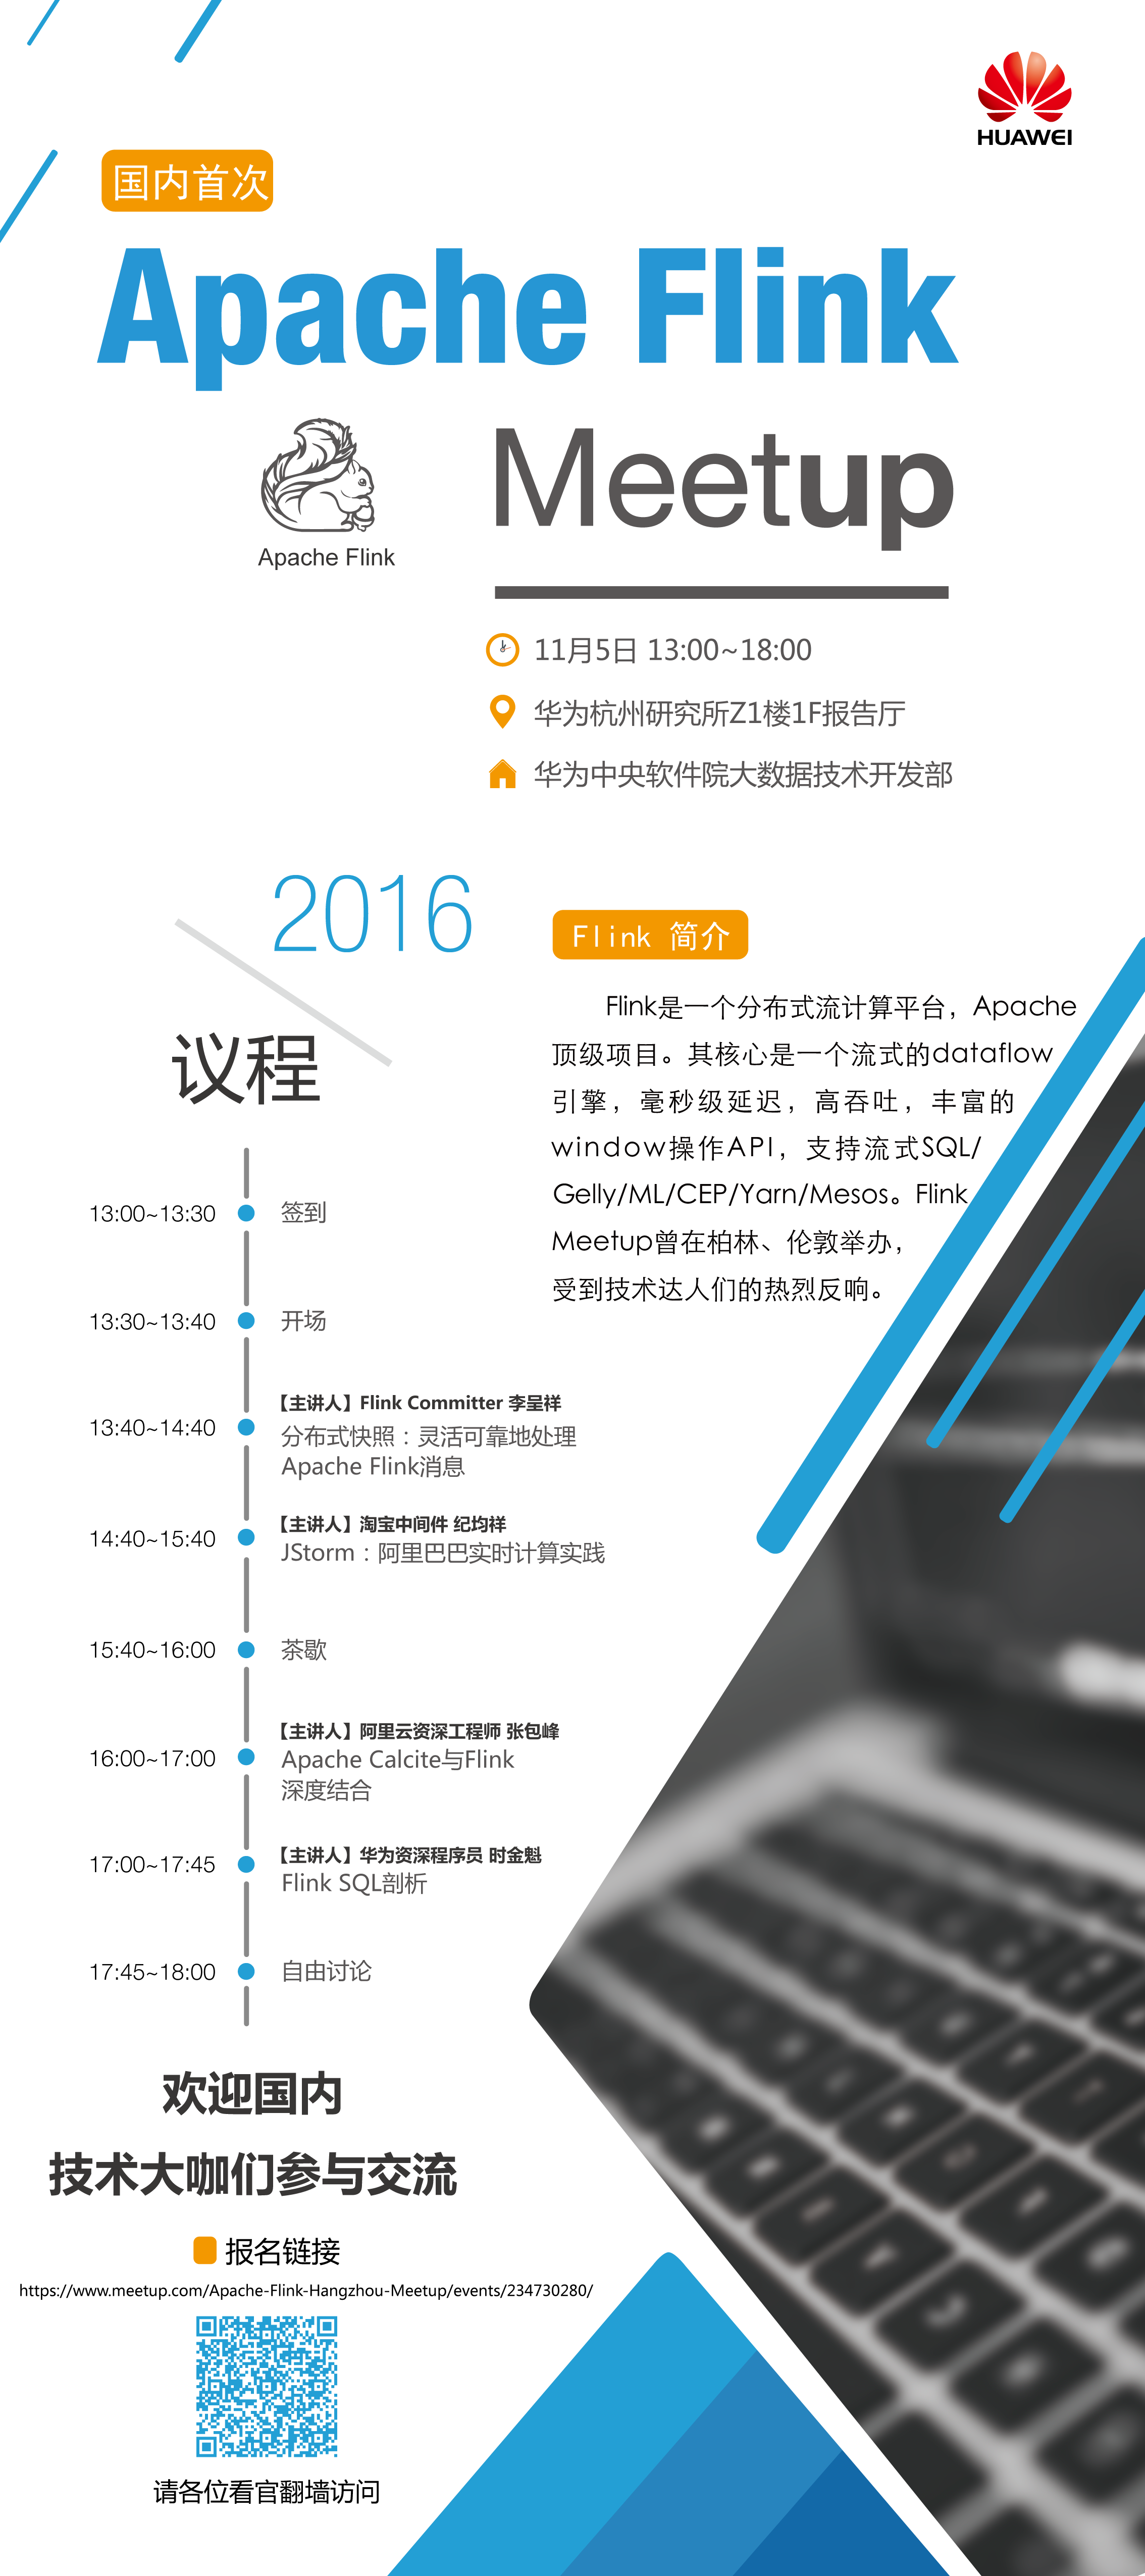 HUAWEI
国内首次
Apache Flink
Meetup
Apache Flink
11月5日 13:00~18:00
华为杭州研究所Z1楼1F报告厅
华为中央软件院大数据技术开发部
2016
议程
Flink 简介
Flink是一个分布式流计算平台，Apache
顶级项目。其核心是一个流式的dataflow
引擎，毫秒级延迟，高吞吐，丰富的
window操作API，支持流式SQL/
Gelly/ML/CEP/Yarn/Mesos。Flink
Meetup曾在柏林、伦敦举办，
受到技术达人们的热烈反响。
13:00~13:30 签到
13:30~13:40 开场
【主讲人】Flink Committer 李呈祥
13:40~14:40 分布式快照：灵活可靠地处理
Apache Flink消息
【主讲人】淘宝中间件 纪均祥
14:40~15:40 JStorm：阿里巴巴实时计算实践
15:40~16:00 茶歇
【主讲人】阿里云资深工程师 张包峰
16:00~17:00 Apache Calcite与Flink
深度结合
【主讲人】华为资深程序员 时金魁
17:00~17:45 Flink SQL剖析
17:45~18:00 自由讨论
欢迎国内
技术大咖们参与交流
报名链接
https://www.meetup.com/Apache-Flink-Hangzhou-Meetup/events/234730280/
请各位看官翻墙访问